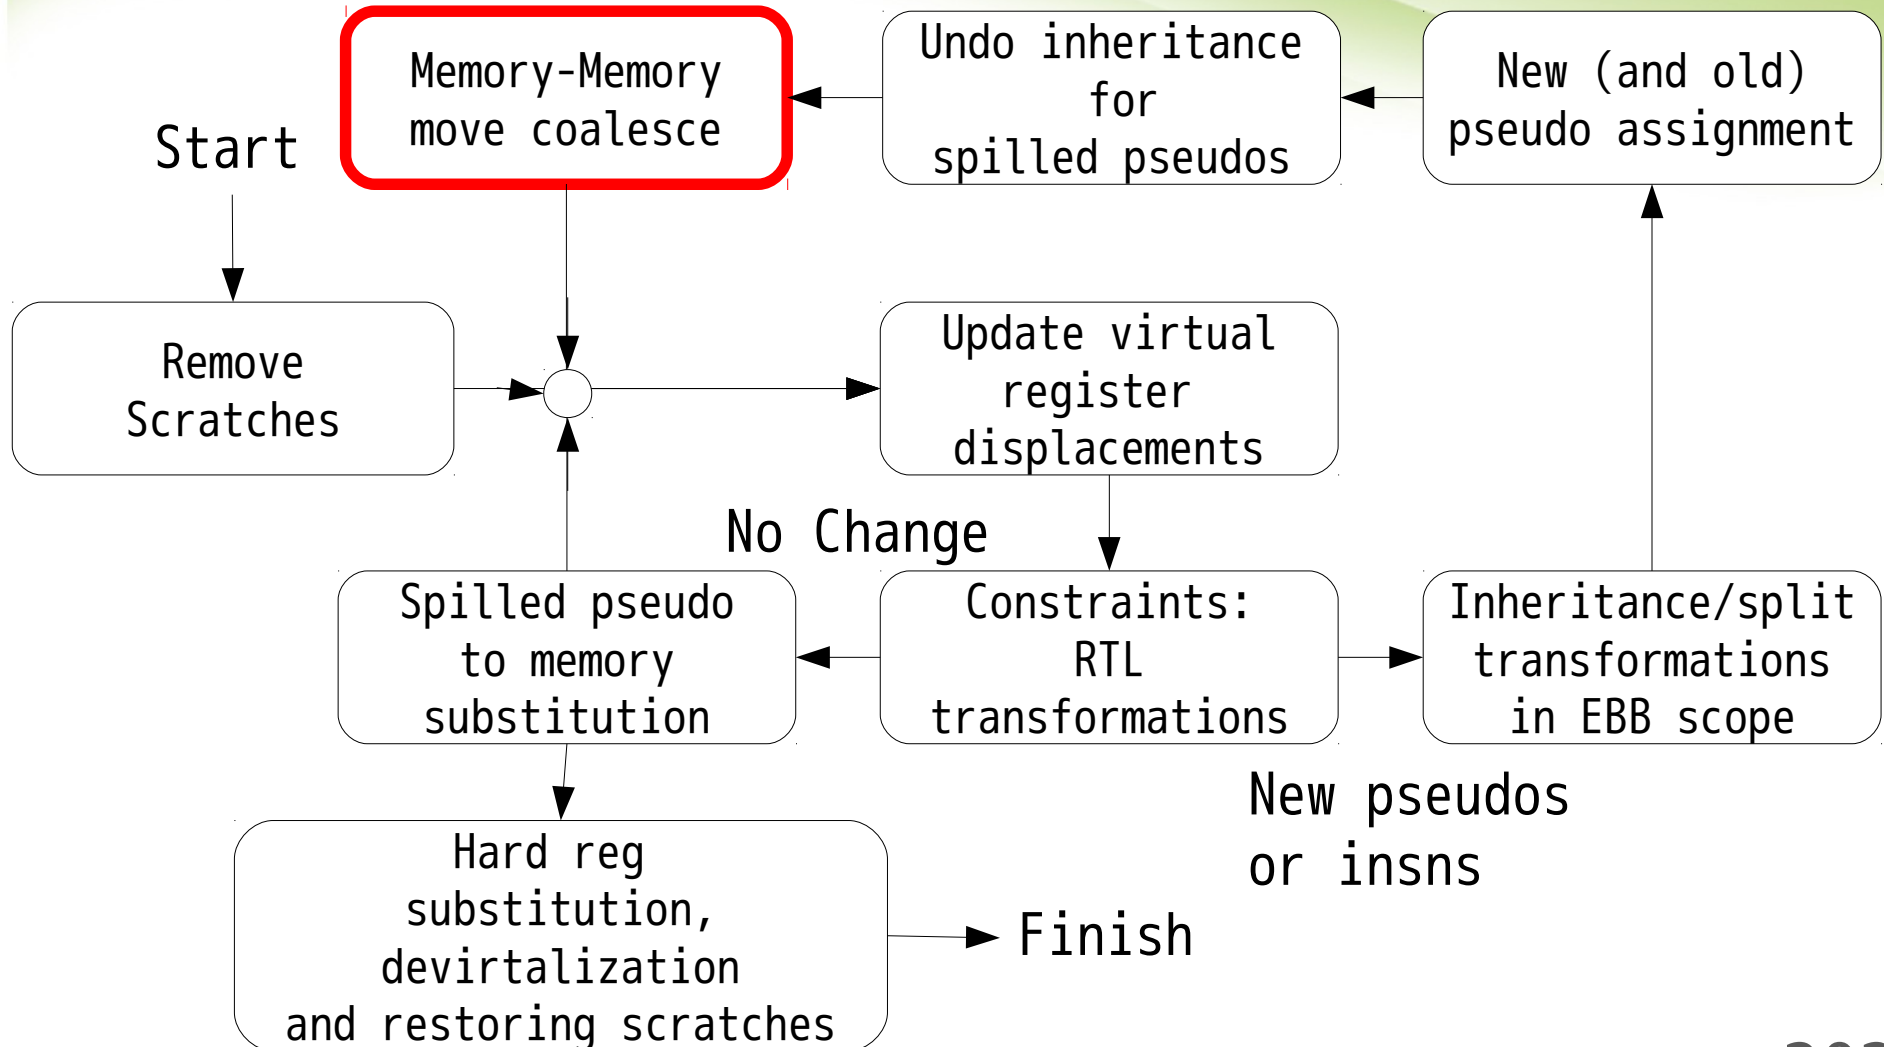 Memory-Memory
move coalesce
Undo inheritance
for
spilled pseudos
New (and old)
pseudo assignment
Start
Remove
Scratches
Update virtual
register
displacements
No Change
Spilled pseudo
to memory
substitution
Constraints:
RTL
transformations
Inheritance/split
transformations
in EBB scope
New pseudos
or insns
Hard reg
substitution,
devirtalization
and restoring scratches
Finish